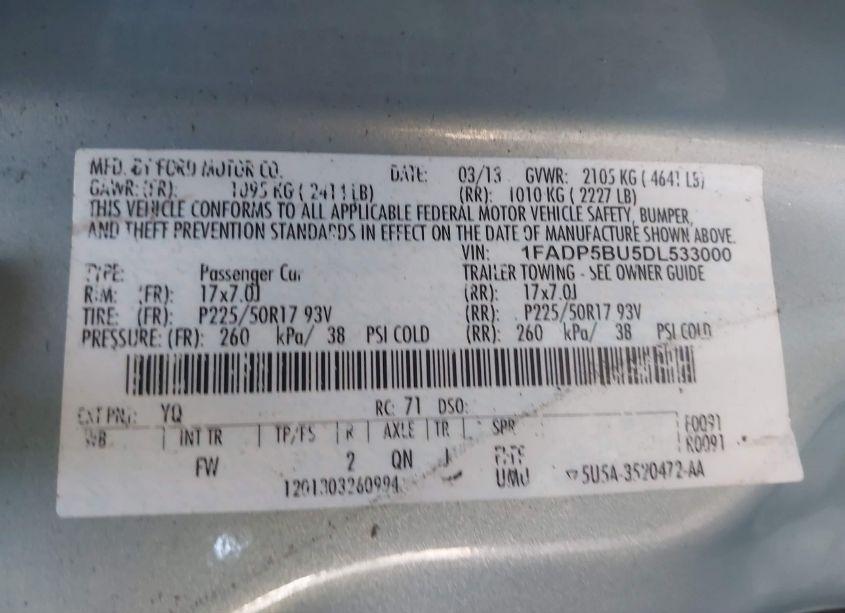 MFD. BY FORD MOTOR CO. DATE: 03/13 GVWR: 2105 KG ( 4641 LB)
GAWR: (FR): 1095 KG ( 2411 LB) (RR): 1010 KG ( 2227 LB)
THIS VEHICLE CONFORMS TO ALL APPLICABLE FEDERAL MOTOR VEHICLE SAFETY, BUMPER,
AND THEFT PREVENTION STANDARDS IN EFFECT ON THE DATE OF MANUFACTURE SHOWN ABOVE.
VIN: 1FADP5BU5DL533000
TYPE: Passenger Car TRAILER TOWING - SEE OWNER GUIDE
RIM: (FR): 17x7.0J (RR): 17x7.0J
TIRE: (FR): P225/50R17 93V (RR): P225/50R17 93V
PRESSURE: (FR): 260 kPa/ 38 PSI COLD (RR): 260 kPa/ 38 PSI COLD
EXT PNT: YQ RC: 71 DSO:
WB INT TR TP/PS R AXLE TR SPR F0091
FW 2 QN J R0091
1201303260994 UMJ 5U5A-3520472-AA